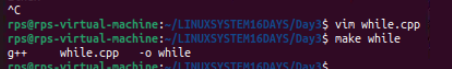 ^C
rps@rps-virtual-machine:~/LINUXSYSTEM16DAYS/Day3$ vim while.cpp
rps@rps-virtual-machine:~/LINUXSYSTEM16DAYS/Day3$ make while
g++     while.cpp   -o while
rps@rps-virtual-machine:~/LINUXSYSTEM16DAYS/Day3$